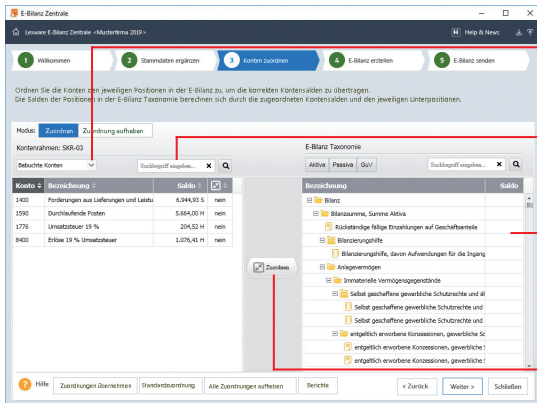 E-Bilanz Zentrale
Lexware E-Bilanz Zentrale <Musterfirma 2019>
H Help & News
1 Willkommen
2 Stammdaten ergänzen
3 Konten zuordnen
4 E-Bilanz erstellen
5 E-Bilanz senden
Ordnen Sie die Konten den jeweiligen Positionen in der E-Bilanz zu, um die korrekten Kontensalden zu übertragen.
Die Salden der Positionen in der E-Bilanz Taxonomie berechnen sich durch die zugeordneten Kontensalden und den jeweiligen Unterpositionen.
Modus: Zuordnen Zuordnung aufheben
Kontenrahmen: SKR-03
E-Bilanz Taxonomie
Bebuchte Konten
Suchbegriff eingeben...
Aktiva Passiva GuV
Suchbegriff eingeben...
Konto Bezeichnung Saldo
1400 Forderungen aus Lieferungen und Leistu 6.944,93 S nein
1590 Durchlaufende Posten 5.664,00 H nein
1776 Umsatzsteuer 19 % 204,52 H nein
8400 Erlöse 19 % Umsatzsteuer 1.076,41 H nein
Zuordnen
Bezeichnung Saldo
Bilanz
Bilanzsumme, Summe Aktiva
Rückständige fällige Einzahlungen auf Geschäftsanteile
Bilanzierungshilfe
Bilanzierungshilfe, davon Aufwendungen für die Ingang
Anlagevermögen
Immaterielle Vermögensgegenstände
Selbst geschaffene gewerbliche Schutzrechte und äl
Selbst geschaffene gewerbliche Schutzrechte und
Selbst geschaffene gewerbliche Schutzrechte und
entgeltlich erworbene Konzessionen, gewerbliche Sc
entgeltlich erworbene Konzessionen, gewerbliche S
entgeltlich erworbene Konzessionen, gewerbliche S
Hilfe
Zuordnungen übernehmen
Standardzuordnung
Alle Zuordnungen aufheben
Berichte
< Zurück
Weiter >
Schließen